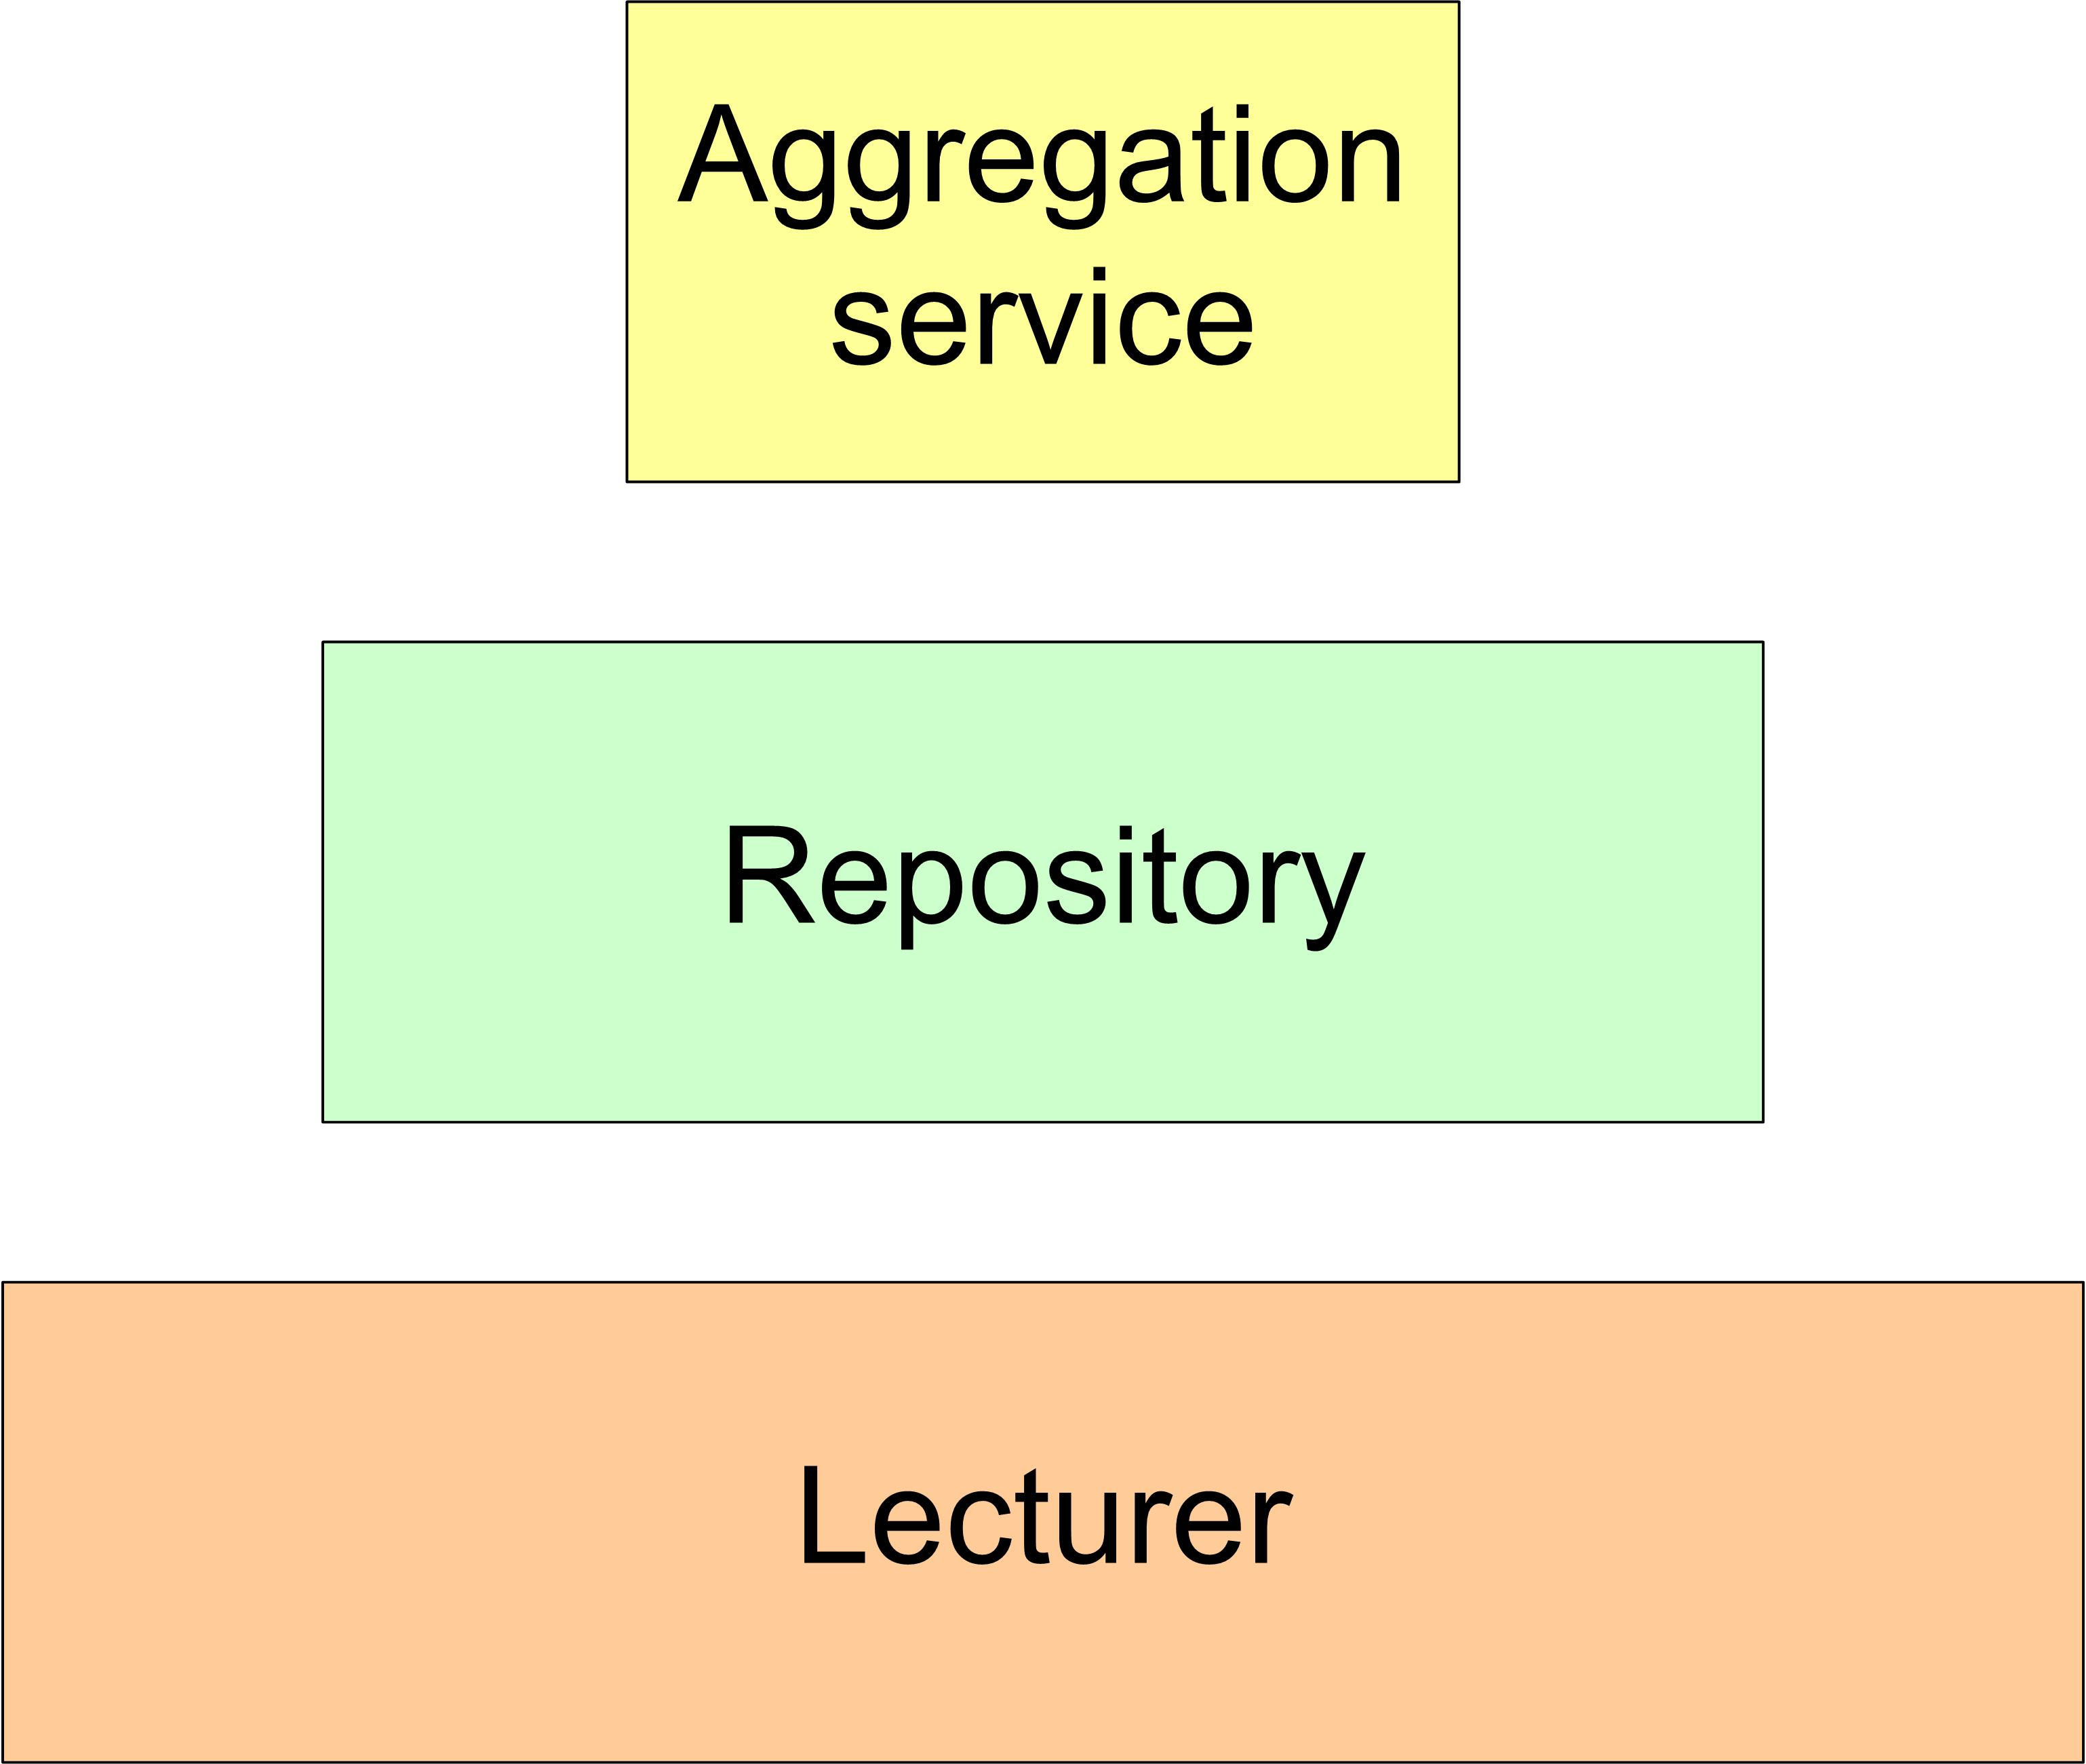 Aggregation
service
Repository
Lecturer